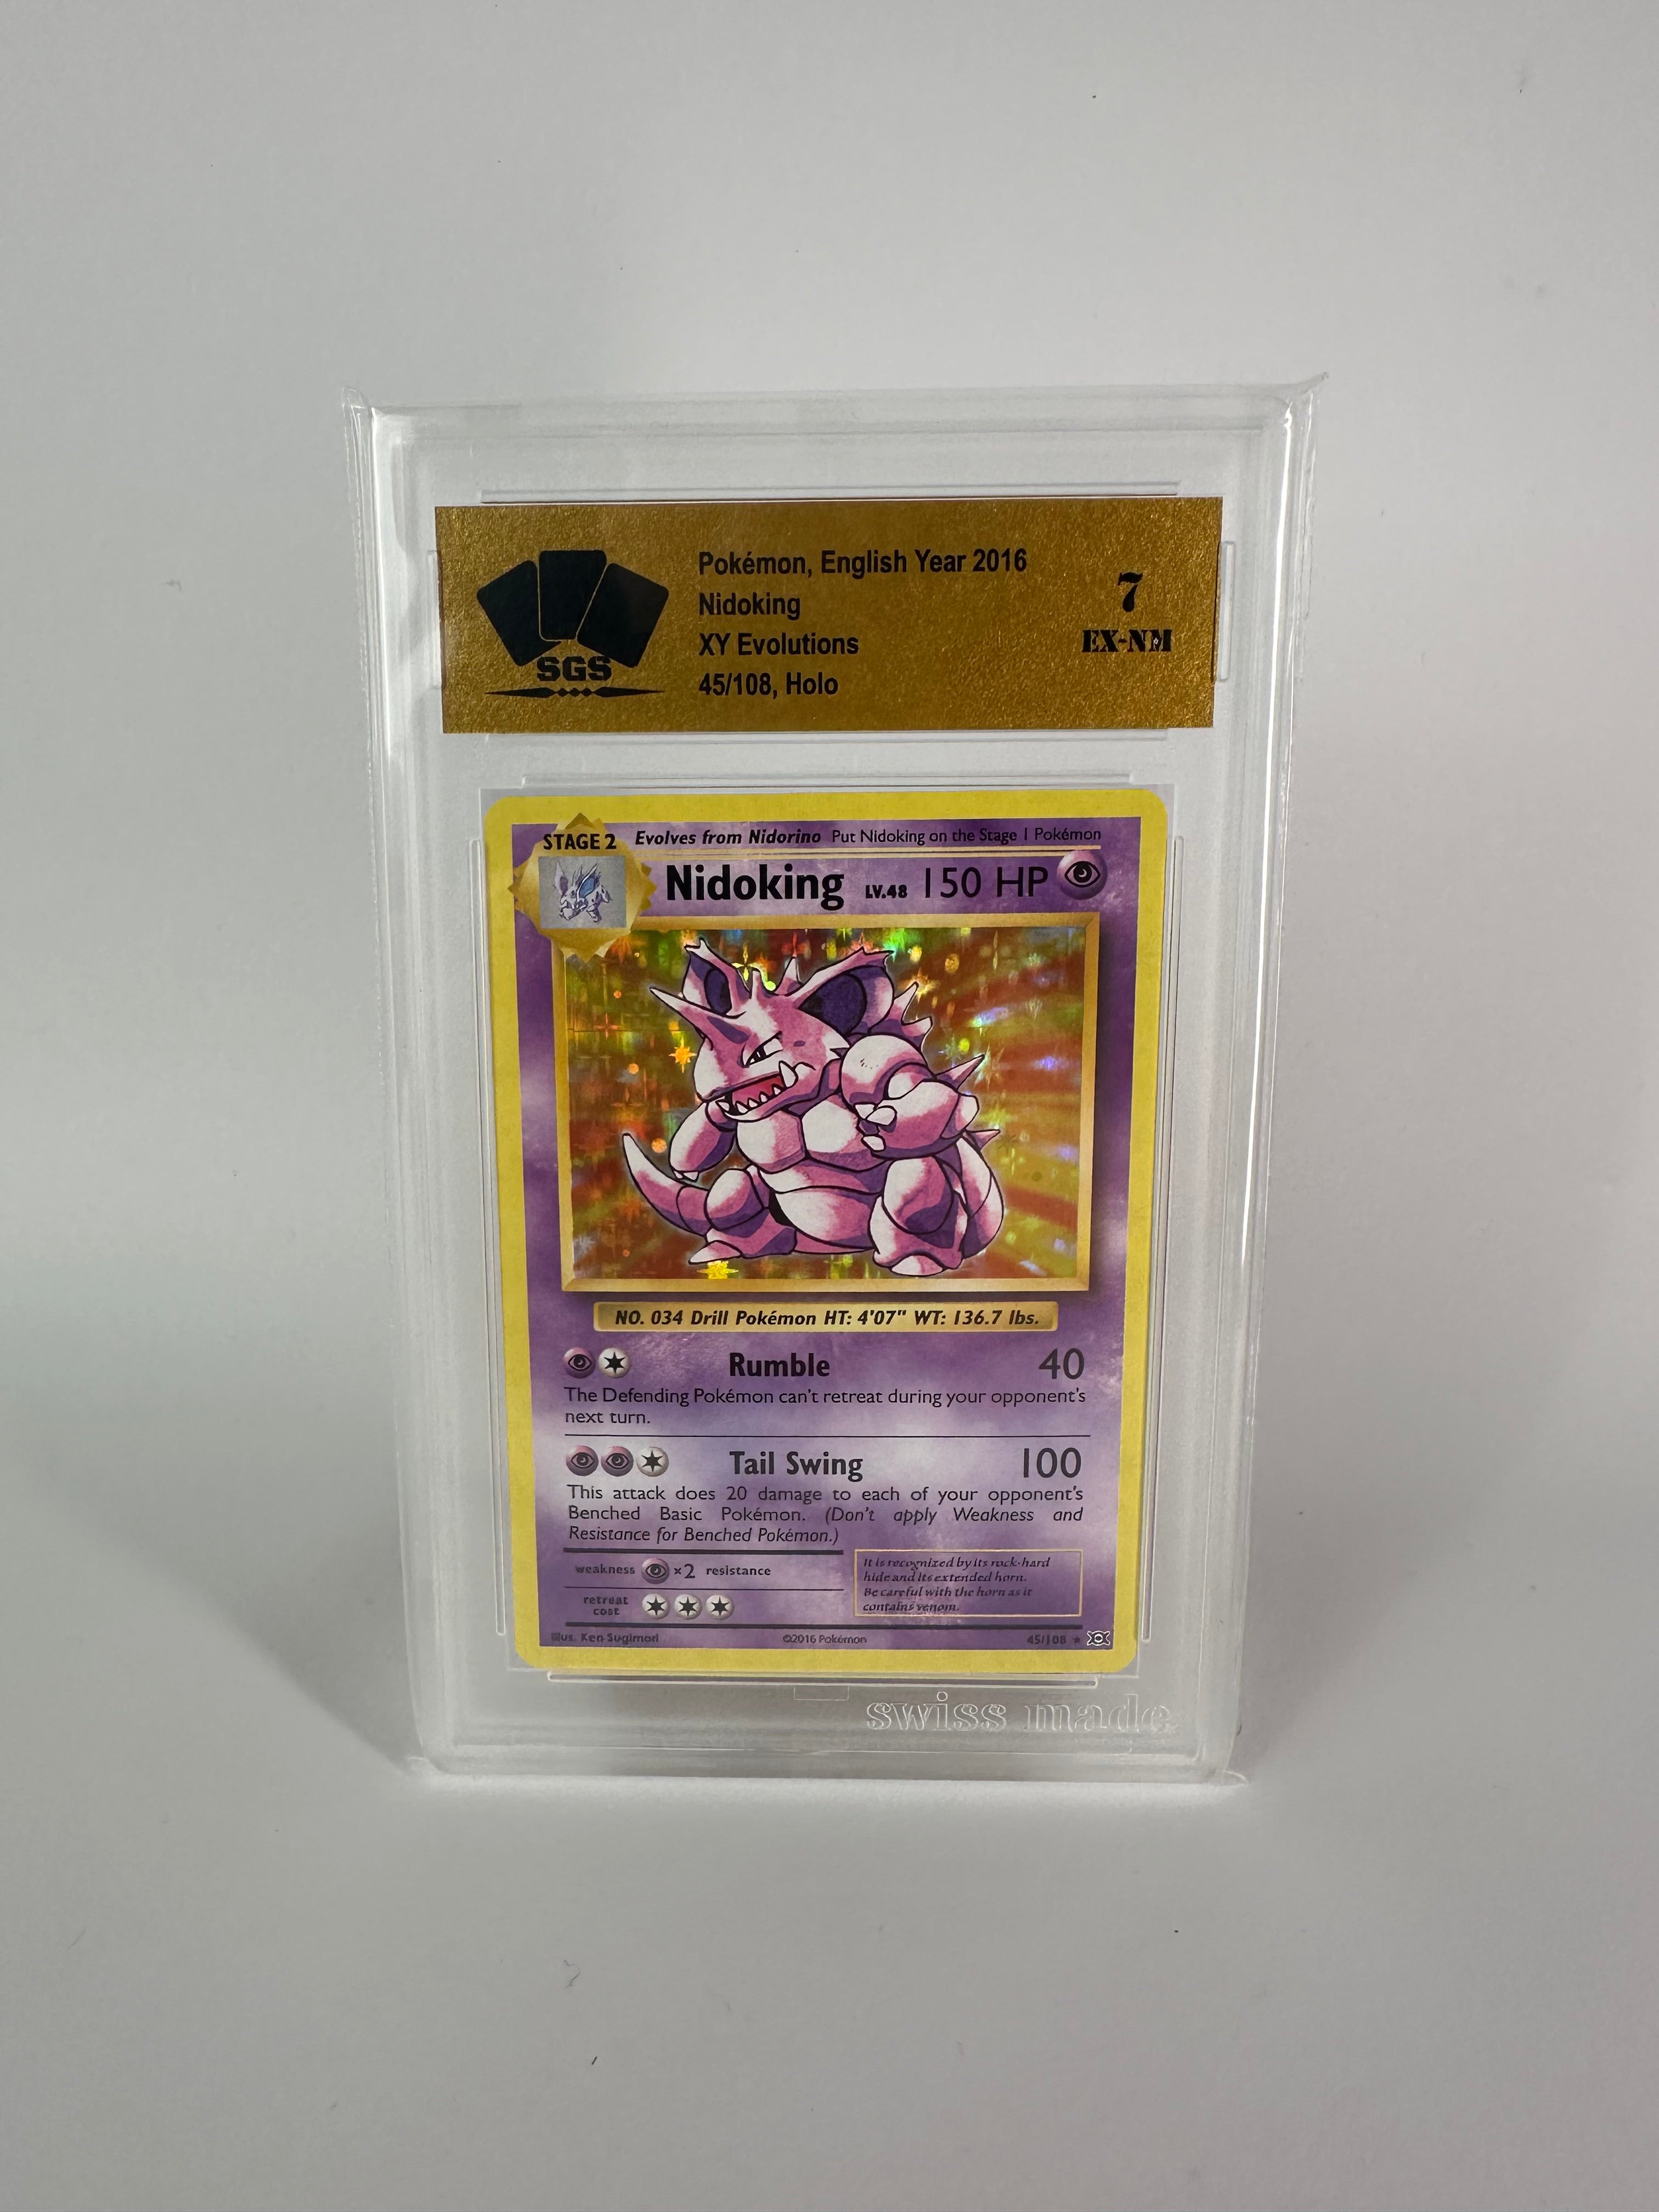 SGS
Pokémon, English Year 2016
Nidoking
XY Evolutions
45/108, Holo
7
EX-NM
STAGE 2 Evolves from Nidorino Put Nidoking on the Stage 1 Pokémon
Nidoking LV.48 150 HP
NO. 034 Drill Pokémon HT: 4'07" WT: 136.7 lbs.
Rumble 40
The Defending Pokémon can't retreat during your opponent's
next turn.
Tail Swing 100
This attack does 20 damage to each of your opponent's
Benched Basic Pokémon. (Don't apply Weakness and
Resistance for Benched Pokémon.)
weakness ×2 resistance
retreat
cost
It is recognized by its rock-hard
hide and its extended horn.
Be careful with the horn as it
contains venom.
Illus. Ken Sugimori ©2016 Pokémon 45/108 ★
swiss made